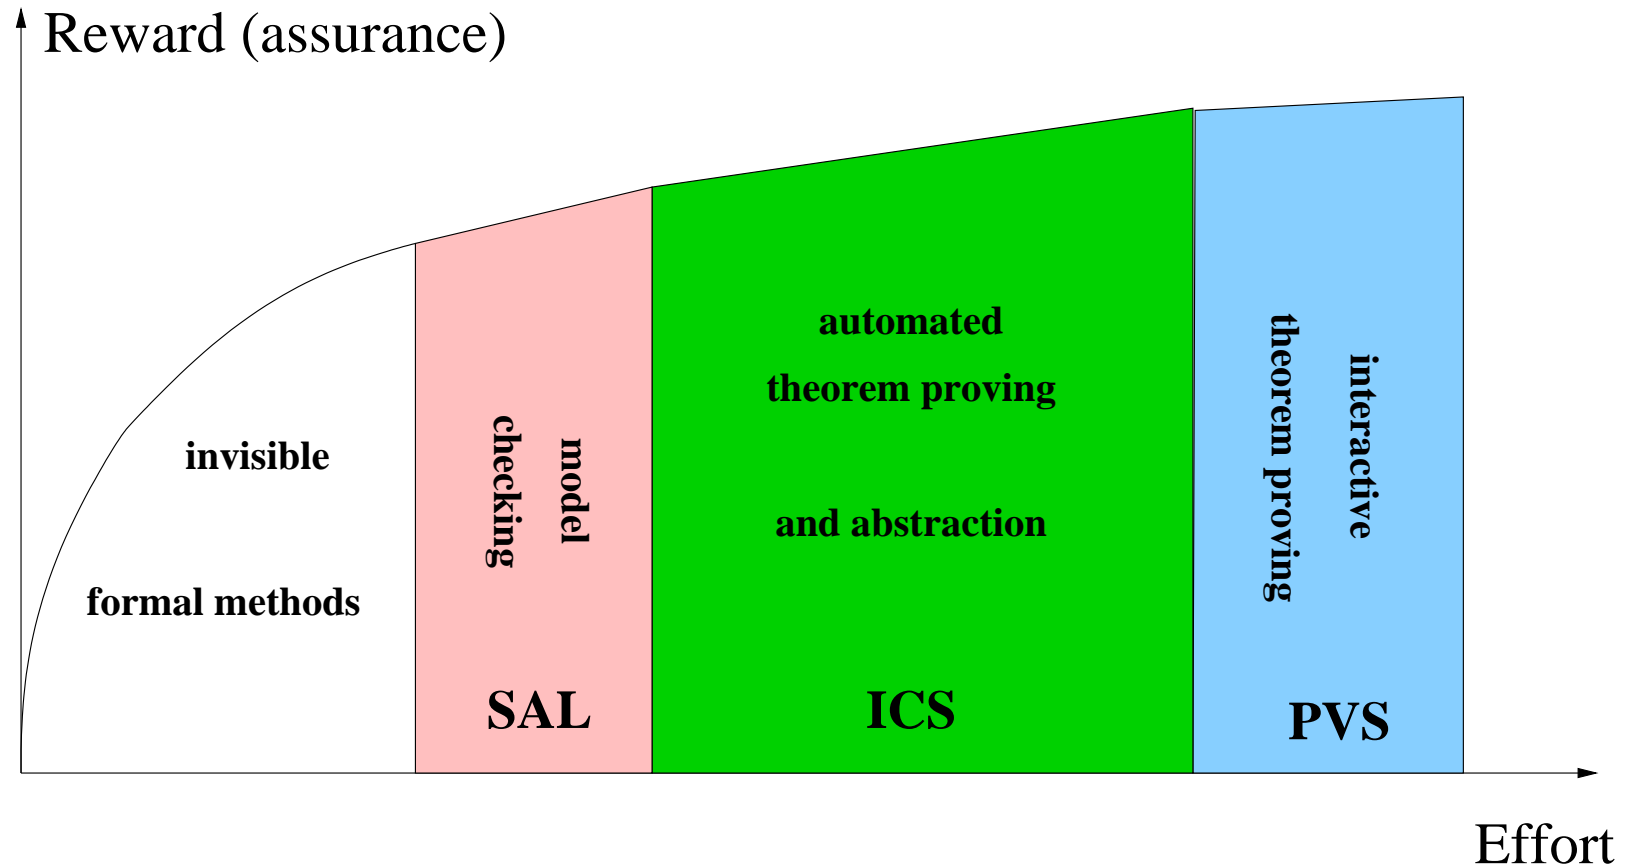 Reward (assurance)
invisible
formal methods
model
checking
SAL
automated
theorem proving
and abstraction
ICS
interactive
theorem proving
PVS
Effort